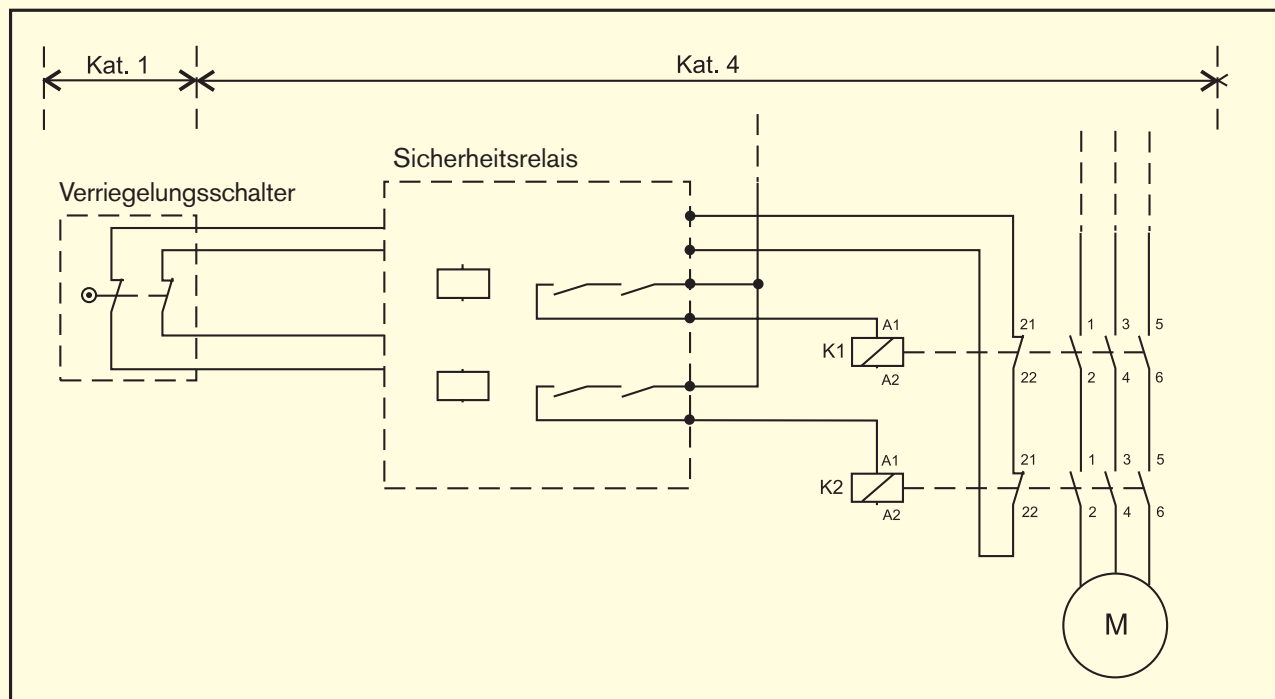 Kat. 1
Kat. 4
Sicherheitsrelais
Verriegelungsschalter
A1
K1
A2
21
1
3
5
22
2
4
6
A1
K2
A2
21
1
3
5
22
2
4
6
M